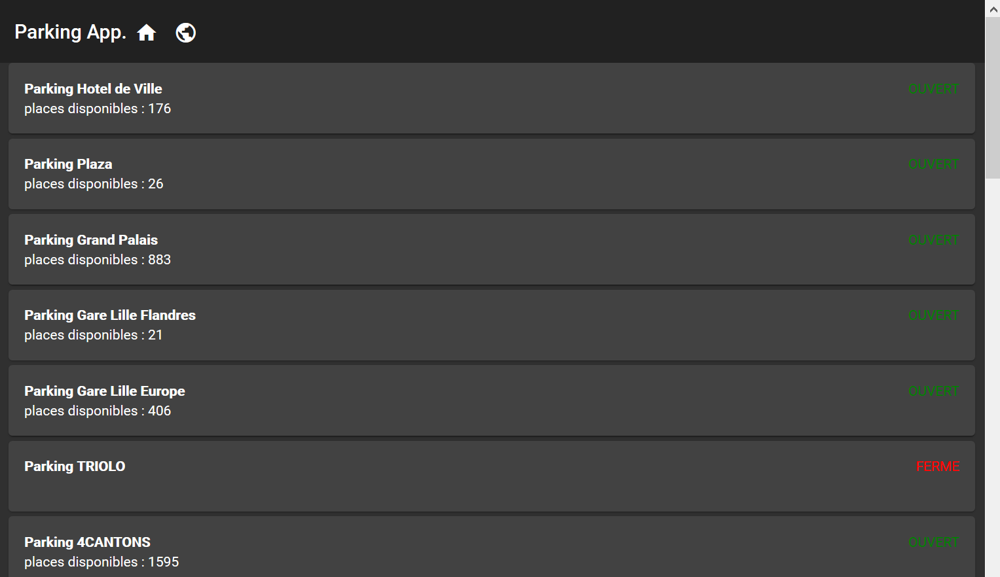 Parking App.
Parking Hotel de Ville OUVERT
places disponibles : 176
Parking Plaza OUVERT
places disponibles : 26
Parking Grand Palais OUVERT
places disponibles : 883
Parking Gare Lille Flandres OUVERT
places disponibles : 21
Parking Gare Lille Europe OUVERT
places disponibles : 406
Parking TRIOLO FERME
Parking 4CANTONS OUVERT
places disponibles : 1595